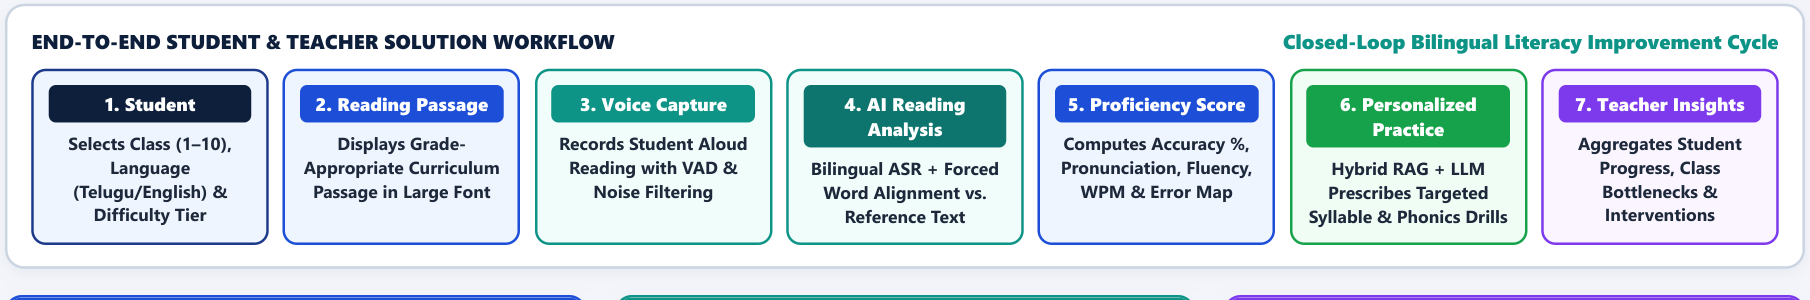 END-TO-END STUDENT & TEACHER SOLUTION WORKFLOW
Closed-Loop Bilingual Literacy Improvement Cycle
1. Student
Selects Class (1–10),
Language
(Telugu/English) &
Difficulty Tier
2. Reading Passage
Displays Grade-
Appropriate Curriculum
Passage in Large Font
3. Voice Capture
Records Student Aloud
Reading with VAD &
Noise Filtering
4. AI Reading
Analysis
Bilingual ASR + Forced
Word Alignment vs.
Reference Text
5. Proficiency Score
Computes Accuracy %,
Pronunciation, Fluency,
WPM & Error Map
6. Personalized
Practice
Hybrid RAG + LLM
Prescribes Targeted
Syllable & Phonics Drills
7. Teacher Insights
Aggregates Student
Progress, Class
Bottlenecks &
Interventions